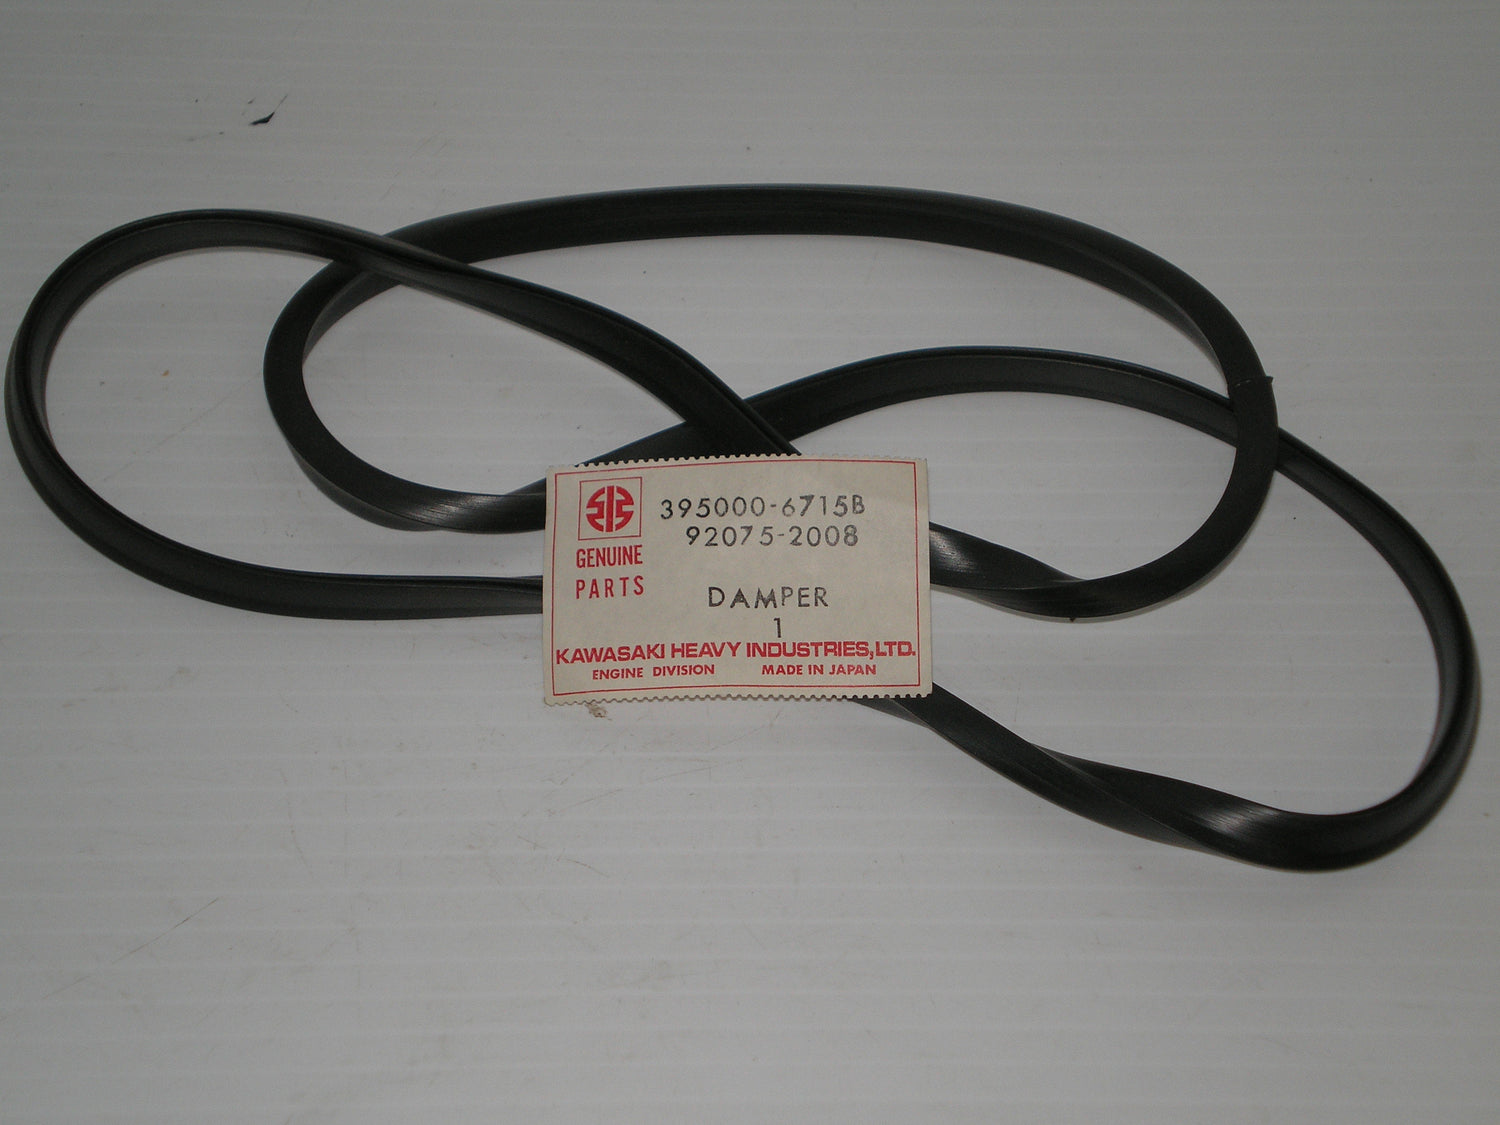 395000-6715B
92075-2008
GENUINE
PARTS
DAMPER
1
KAWASAKI HEAVY INDUSTRIES,LTD.
ENGINE DIVISION MADE IN JAPAN